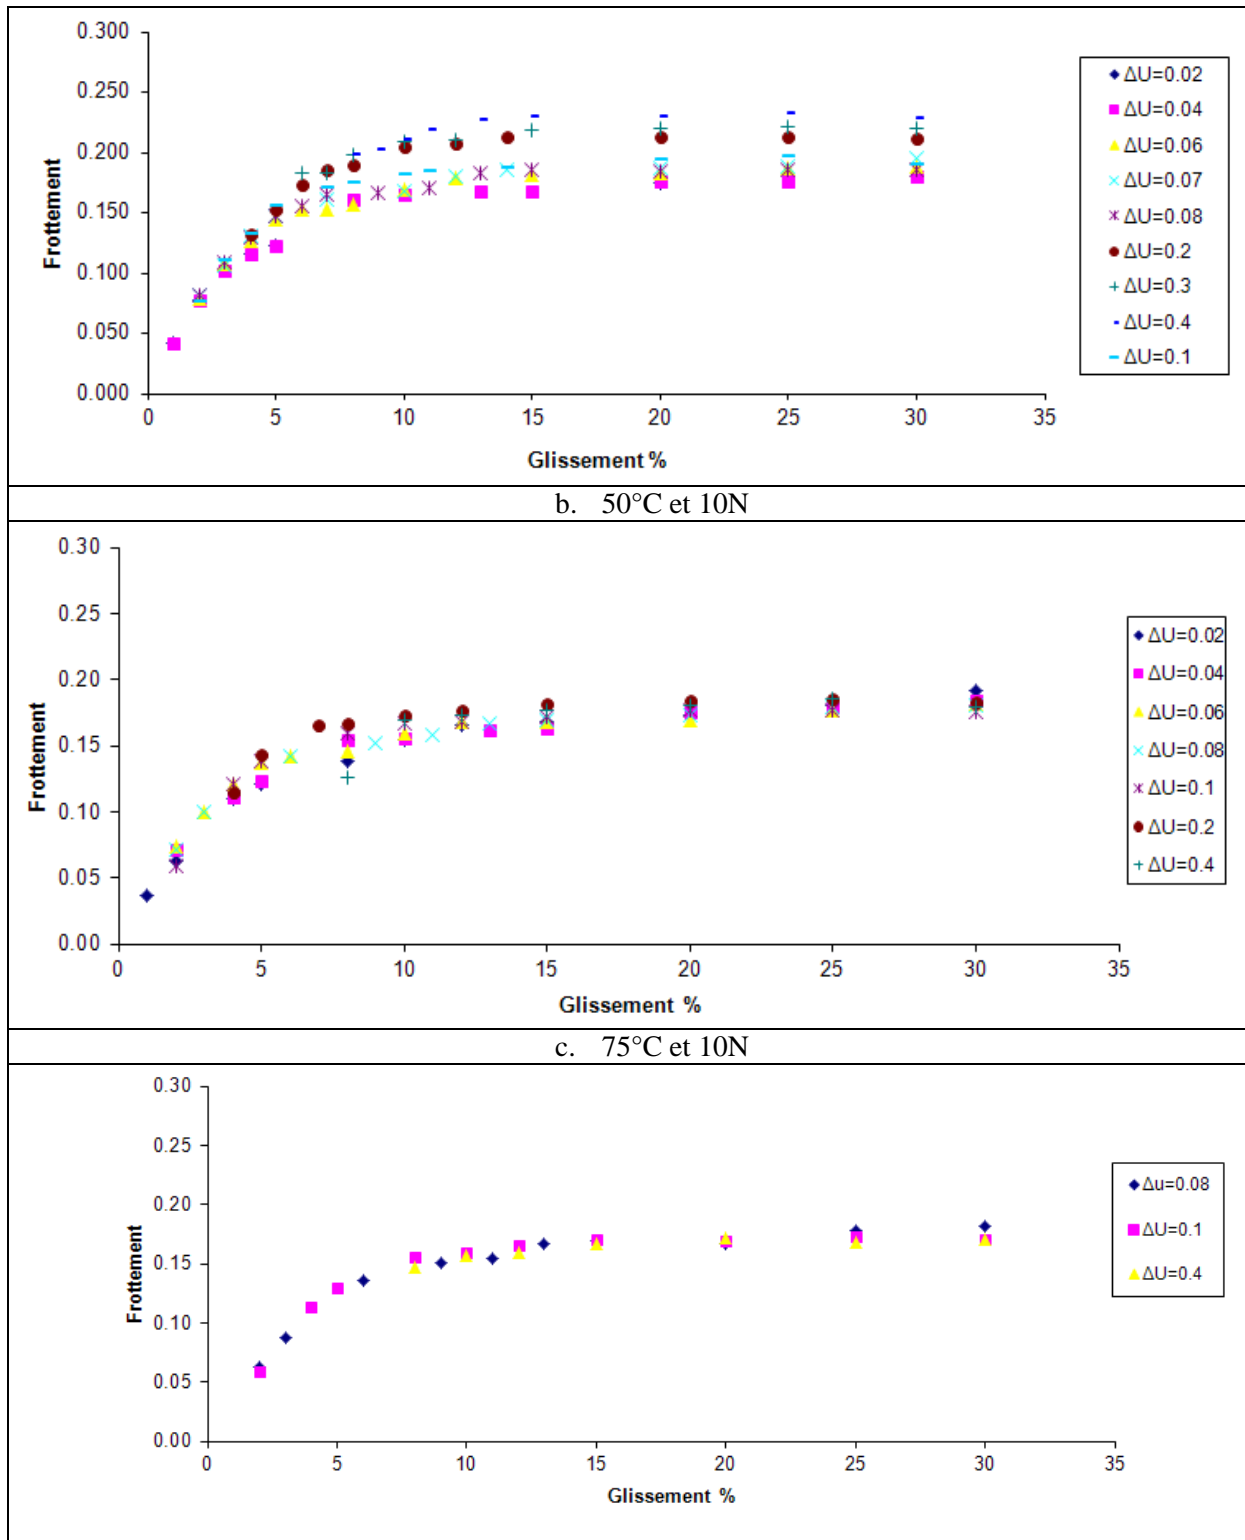 0.300
0.250
0.200
0.150
0.100
0.050
0.000
Frottement
0 5 10 15 20 25 30 35
Glissement %
ΔU=0.02
ΔU=0.04
ΔU=0.06
ΔU=0.07
ΔU=0.08
ΔU=0.2
ΔU=0.3
ΔU=0.4
ΔU=0.1
b. 50°C et 10N
0.30
0.25
0.20
0.15
0.10
0.05
0.00
Frottement
0 5 10 15 20 25 30 35
Glissement %
ΔU=0.02
ΔU=0.04
ΔU=0.06
ΔU=0.08
ΔU=0.1
ΔU=0.2
ΔU=0.4
c. 75°C et 10N
0.30
0.25
0.20
0.15
0.10
0.05
0.00
Frottement
0 5 10 15 20 25 30 35
Glissement %
Δu=0.08
ΔU=0.1
ΔU=0.4